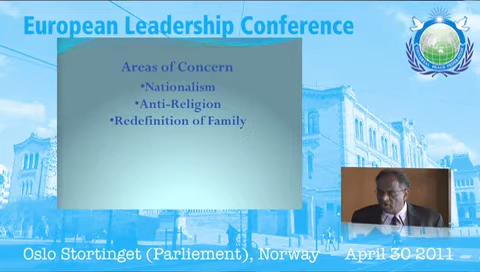 European Leadership Conference
Areas of Concern
•Nationalism
•Anti-Religion
•Redefinition of Family
Oslo Stortinget (Parliement), Norway April 30 2011